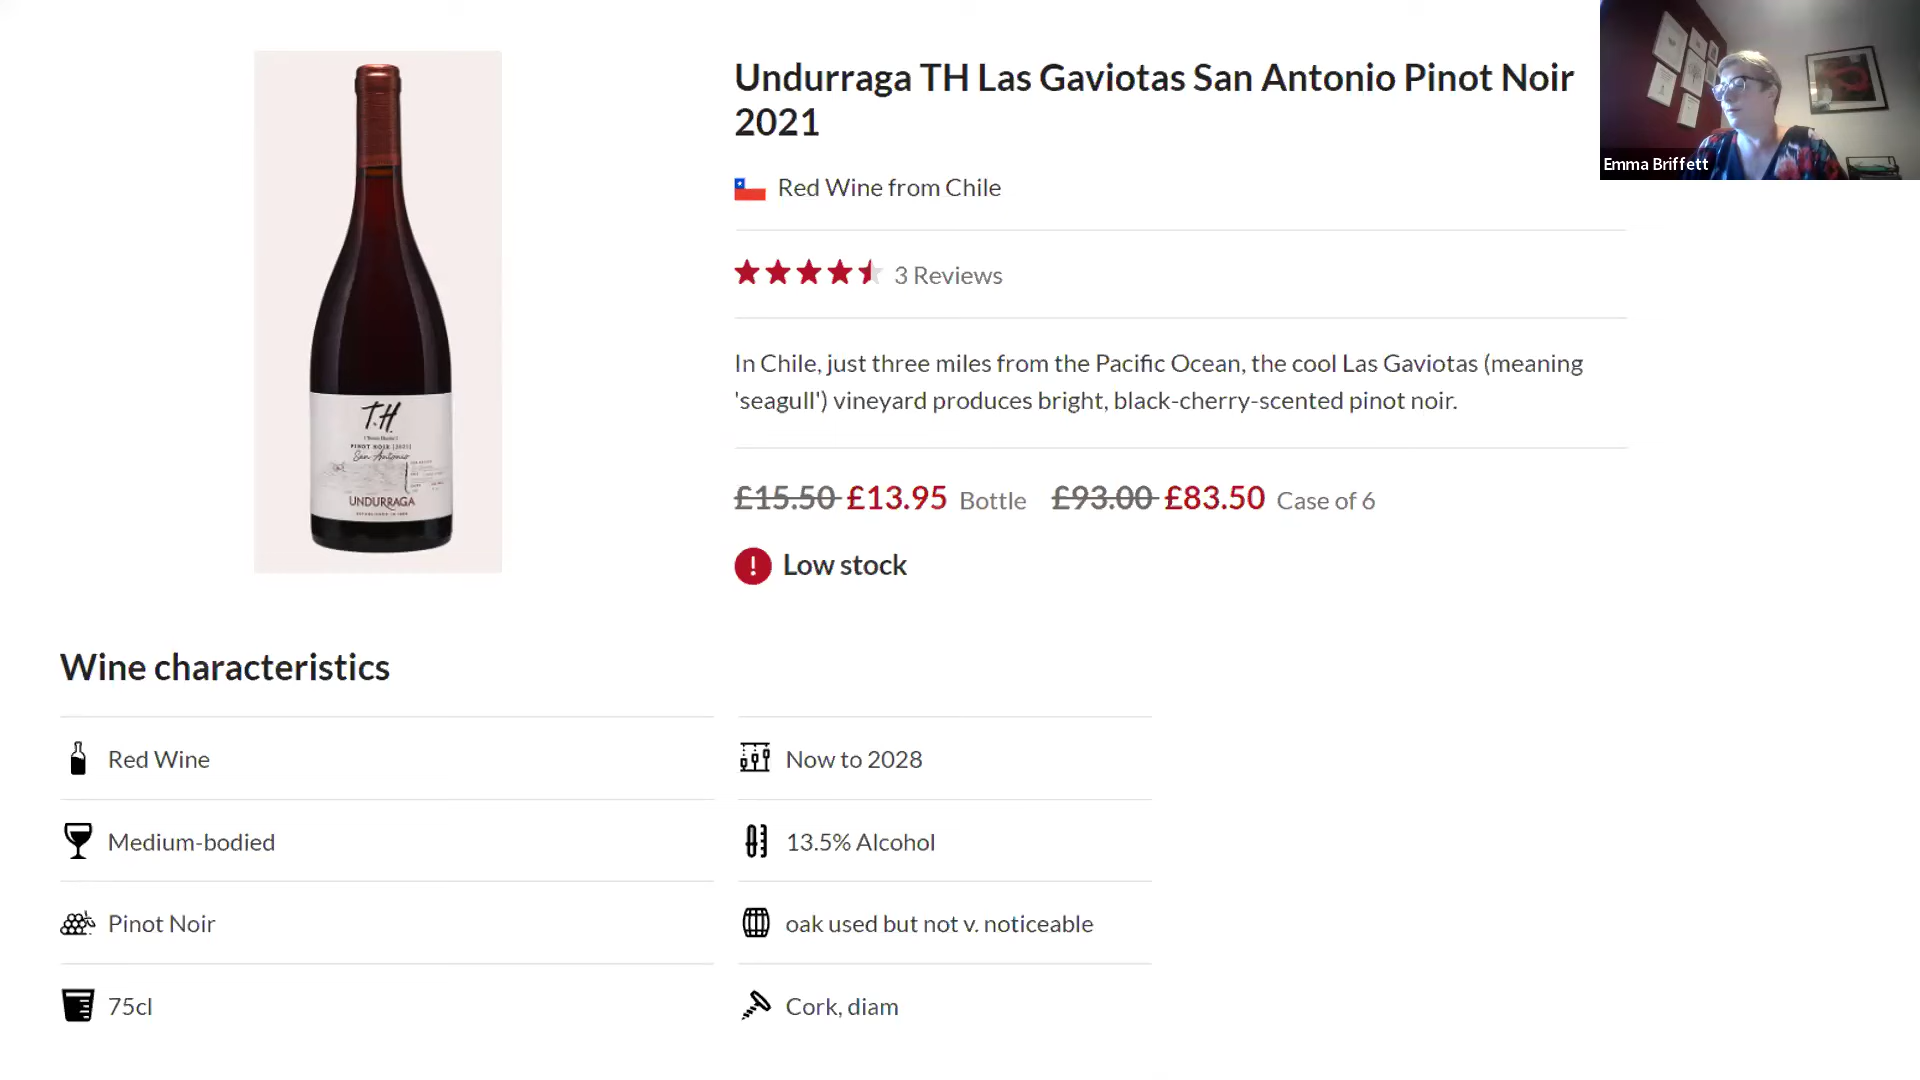 Undurraga TH Las Gaviotas San Antonio Pinot Noir
2021
Red Wine from Chile
3 Reviews
In Chile, just three miles from the Pacific Ocean, the cool Las Gaviotas (meaning
'seagull') vineyard produces bright, black-cherry-scented pinot noir.
£15.50 £13.95 Bottle £93.00 £83.50 Case of 6
! Low stock
T.H.
PINOT NOIR [2021]
San Antonio
UNDURRAGA
Wine characteristics
Red Wine
Now to 2028
Medium-bodied
13.5% Alcohol
Pinot Noir
oak used but not v. noticeable
75cl
Cork, diam
Emma Briffett